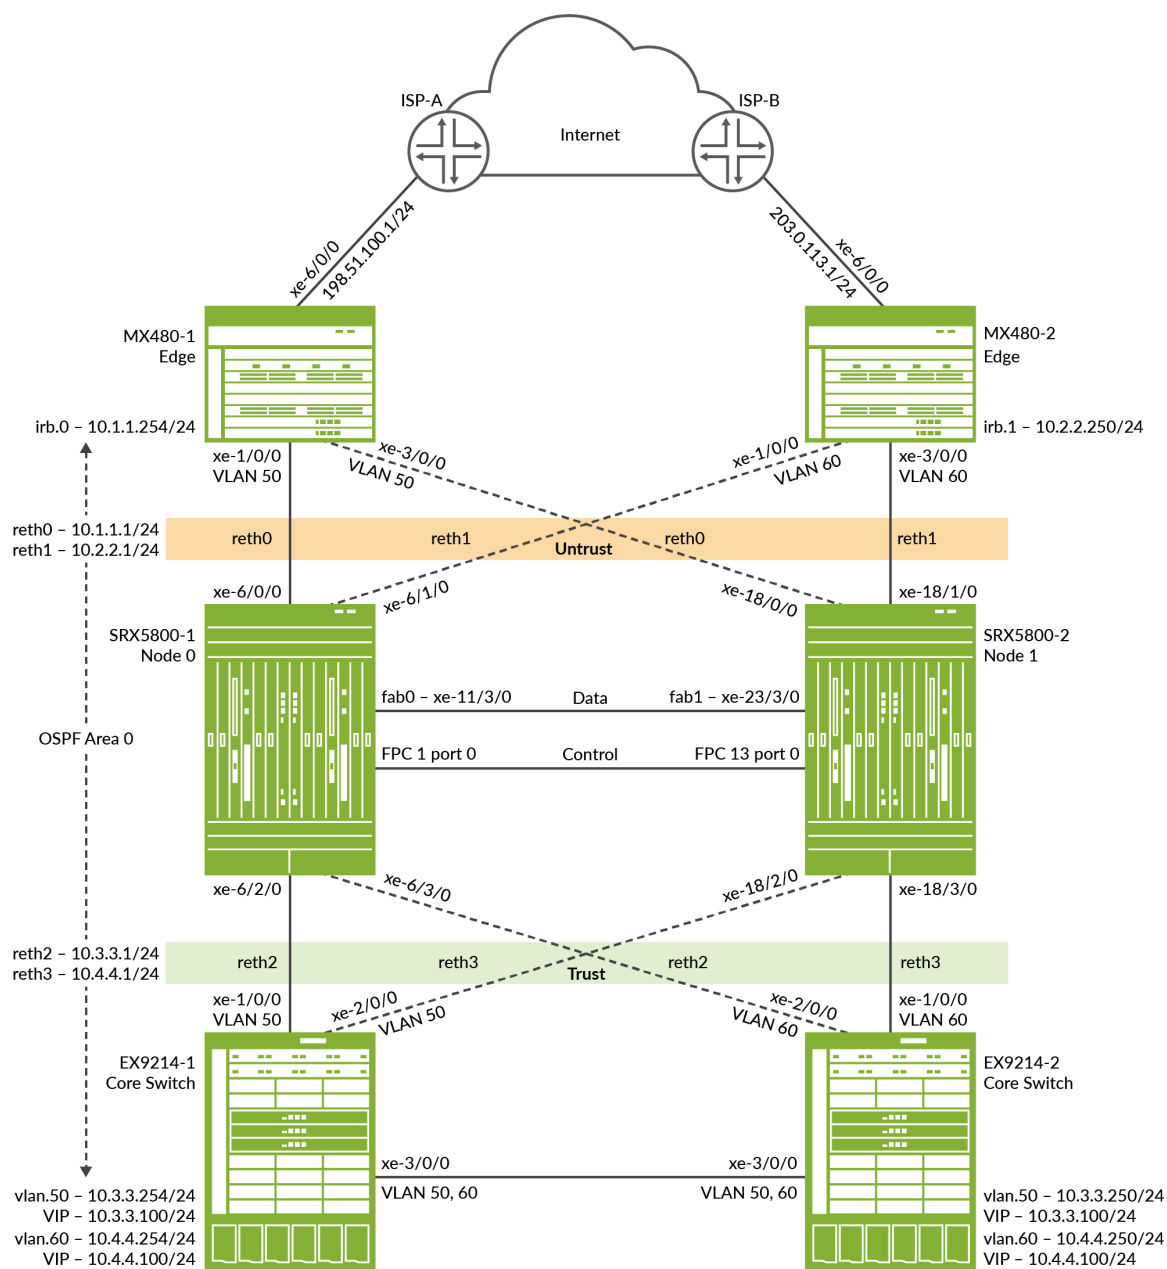 ISP-A
ISP-B
Internet
xe-6/0/0
198.51.100.1/24
203.0.113.1/24
xe-6/0/0
MX480-1
Edge
MX480-2
Edge
irb.0 – 10.1.1.254/24
irb.1 – 10.2.2.250/24
xe-1/0/0
VLAN 50
xe-3/0/0
VLAN 50
xe-1/0/0
VLAN 60
xe-3/0/0
VLAN 60
reth0 – 10.1.1.1/24
reth1 – 10.2.2.1/24
reth0
reth1
Untrust
reth0
reth1
xe-6/0/0
xe-6/1/0
xe-18/0/0
xe-18/1/0
SRX5800-1
Node 0
SRX5800-2
Node 1
fab0 – xe-11/3/0
Data
fab1 – xe-23/3/0
OSPF Area 0
FPC 1 port 0
Control
FPC 13 port 0
xe-6/2/0
xe-6/3/0
xe-18/2/0
xe-18/3/0
reth2 – 10.3.3.1/24
reth3 – 10.4.4.1/24
reth2
reth3
Trust
reth2
reth3
xe-1/0/0
VLAN 50
xe-2/0/0
VLAN 50
xe-2/0/0
VLAN 60
xe-1/0/0
VLAN 60
EX9214-1
Core Switch
EX9214-2
Core Switch
xe-3/0/0
VLAN 50, 60
xe-3/0/0
VLAN 50, 60
vlan.50 – 10.3.3.254/24
VIP – 10.3.3.100/24
vlan.60 – 10.4.4.254/24
VIP – 10.4.4.100/24
vlan.50 – 10.3.3.250/24
VIP – 10.3.3.100/24
vlan.60 – 10.4.4.250/24
VIP – 10.4.4.100/24